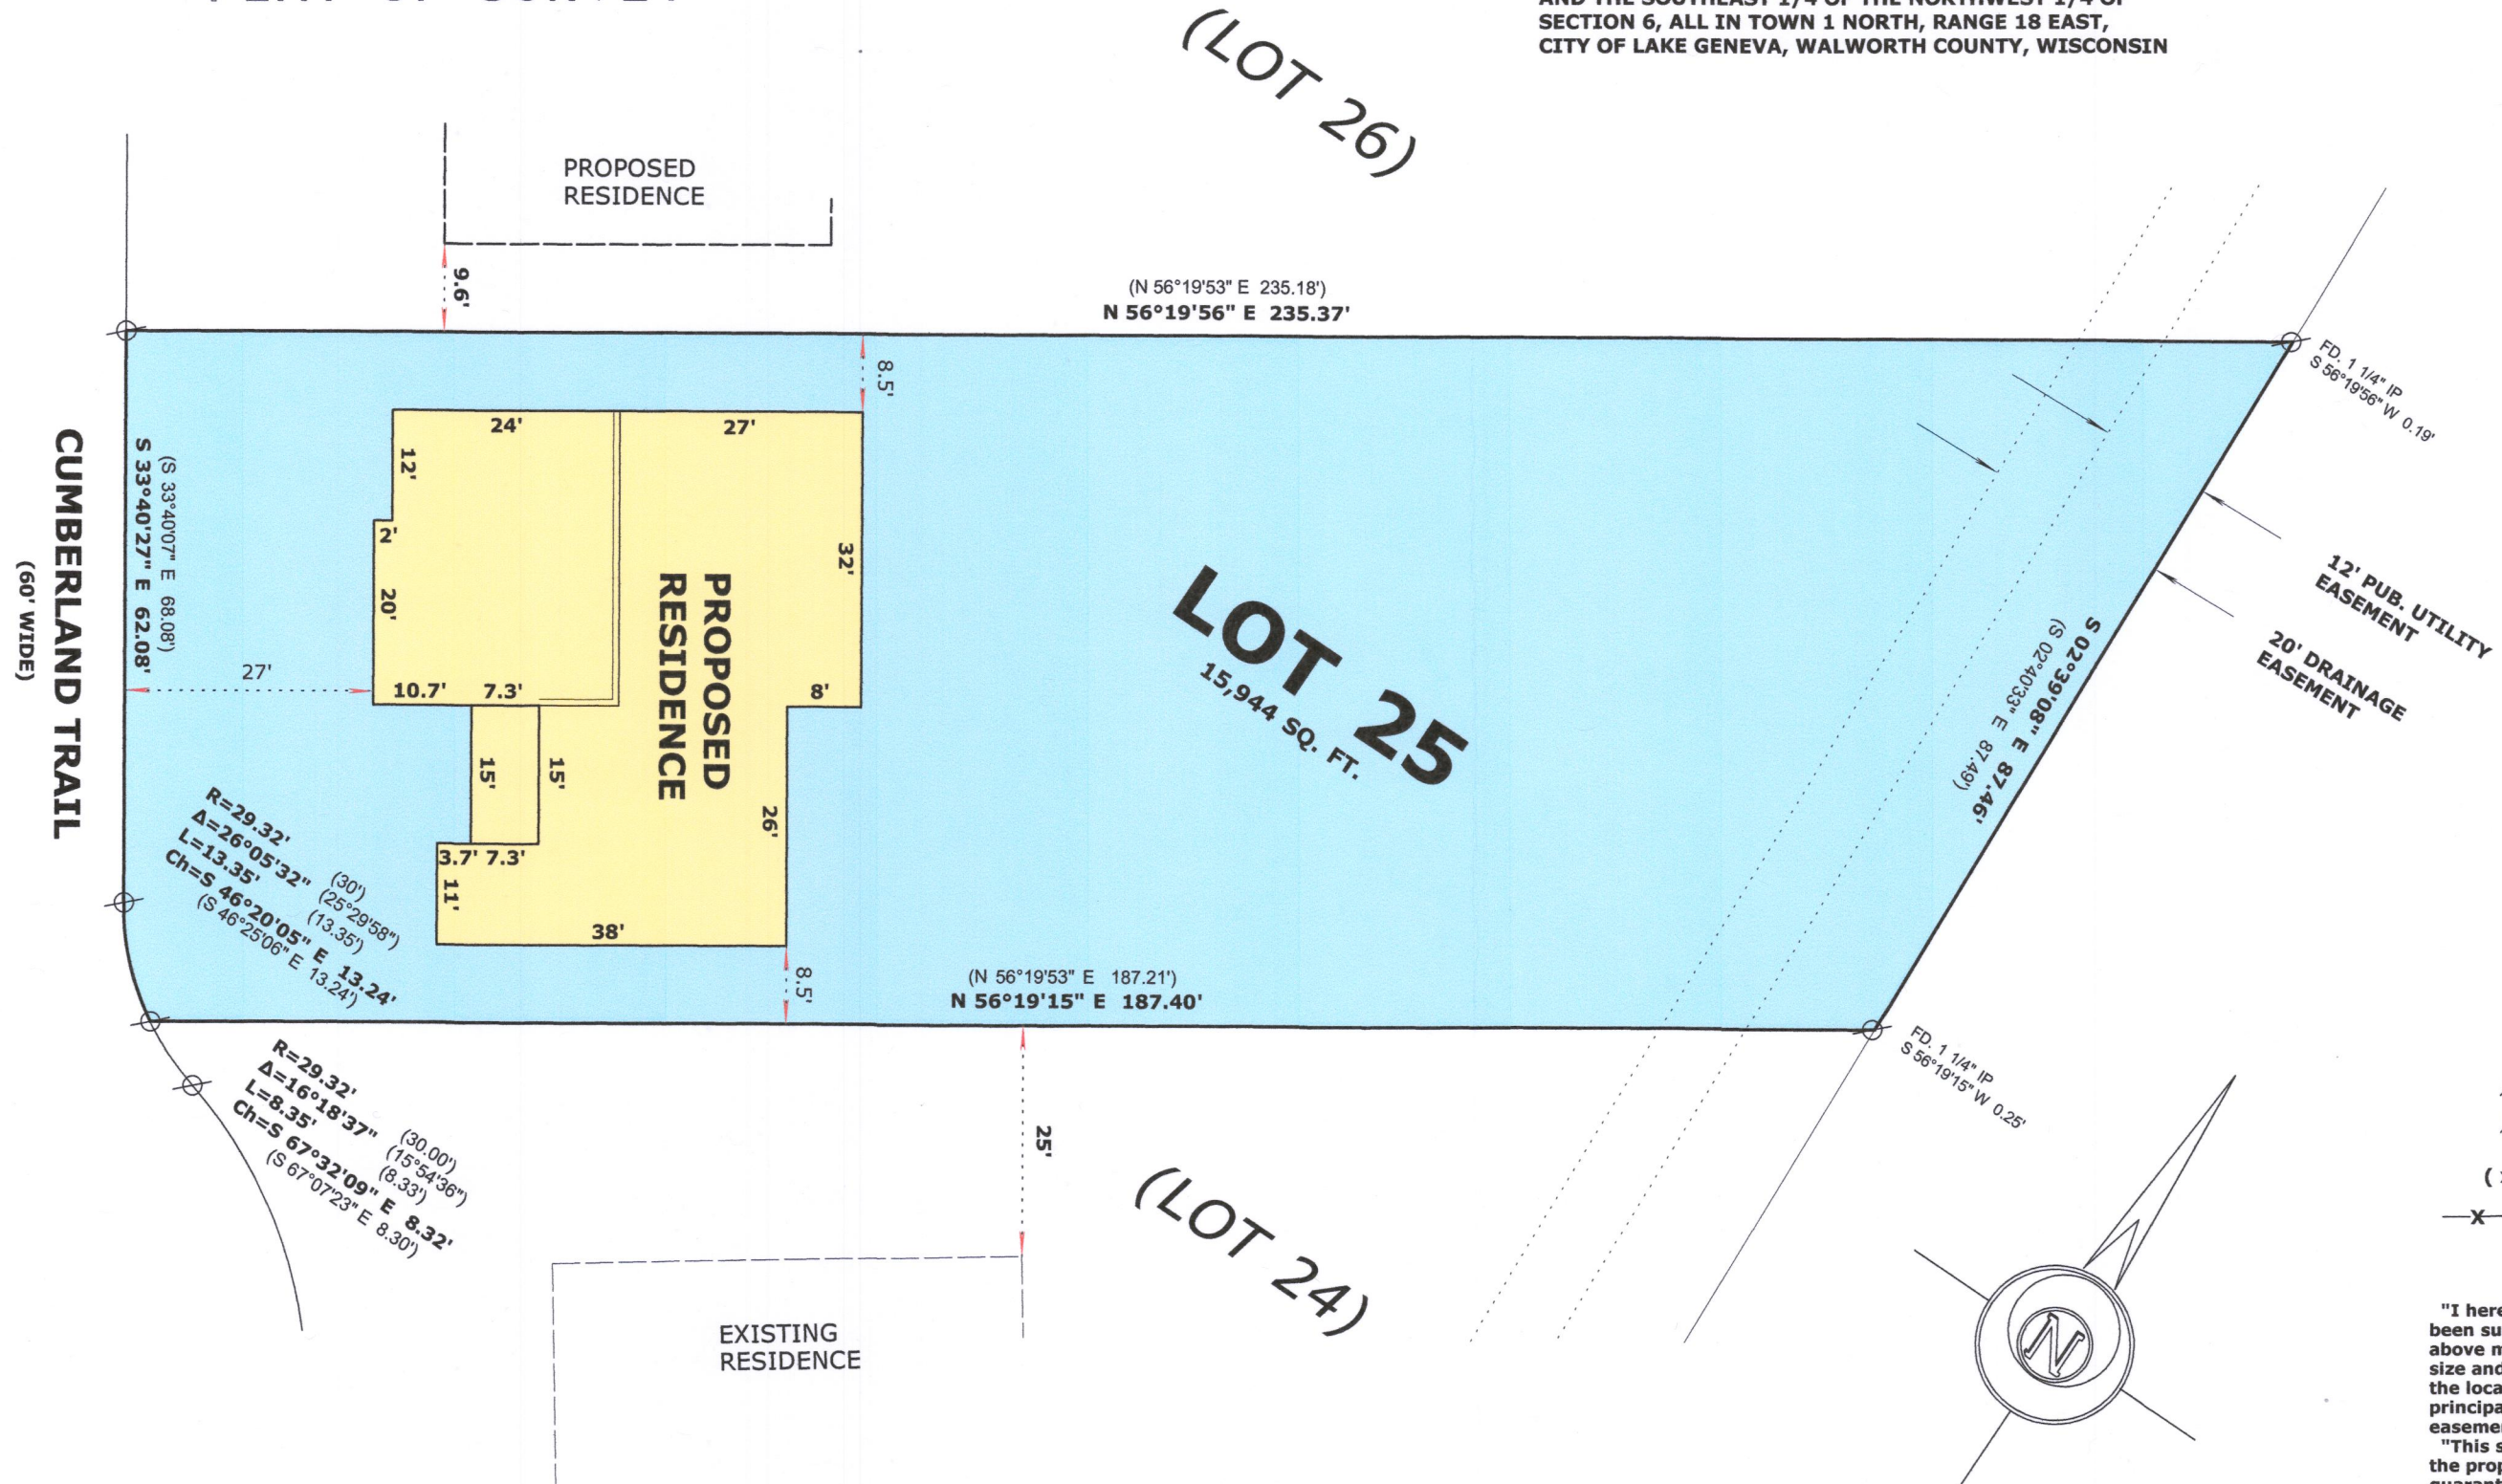 SECTION 6, ALL IN TOWN 1 NORTH, RANGE 18 EAST,
CITY OF LAKE GENEVA, WALWORTH COUNTY, WISCONSIN
(LOT 26)
PROPOSED
RESIDENCE
9.6'
(N 56°19'53" E 235.18')
N 56°19'56" E 235.37'
FD. 1 1/4" IP
S 56°19'56" W 0.19'
8.5'
24'
27'
12'
2'
20'
32'
10.7'
7.3'
8'
15'
15'
26'
3.7'
7.3'
11'
38'
8.5'
PROPOSED
RESIDENCE
CUMBERLAND TRAIL
(60' WIDE)
(S 33°40'07" E 68.08')
S 33°40'27" E 62.08'
27'
LOT 25
15,944 SQ. FT.
12' PUB. UTILITY
EASEMENT
20' DRAINAGE
EASEMENT
S 02°39'08" E 87.46'
(S 02°40'33" E 87.49')
R=29.32'
Δ=26°05'32" (30')
L=13.35' (25°29'58")
(13.35')
Ch=S 46°20'05" E 13.24'
(S 46°25'06" E 13.24')
(N 56°19'53" E 187.21')
N 56°19'15" E 187.40'
FD. 1 1/4" IP
S 56°19'15" W 0.25'
R=29.32'
Δ=16°18'37" (30.00')
L=8.35' (15°54'36")
(8.33')
Ch=S 67°32'09" E 8.32'
(S 67°07'23" E 8.30')
25'
(LOT 24)
EXISTING
RESIDENCE
N
X
"I here
been su
above m
size and
the loca
principa
easeme
"This s
the prop